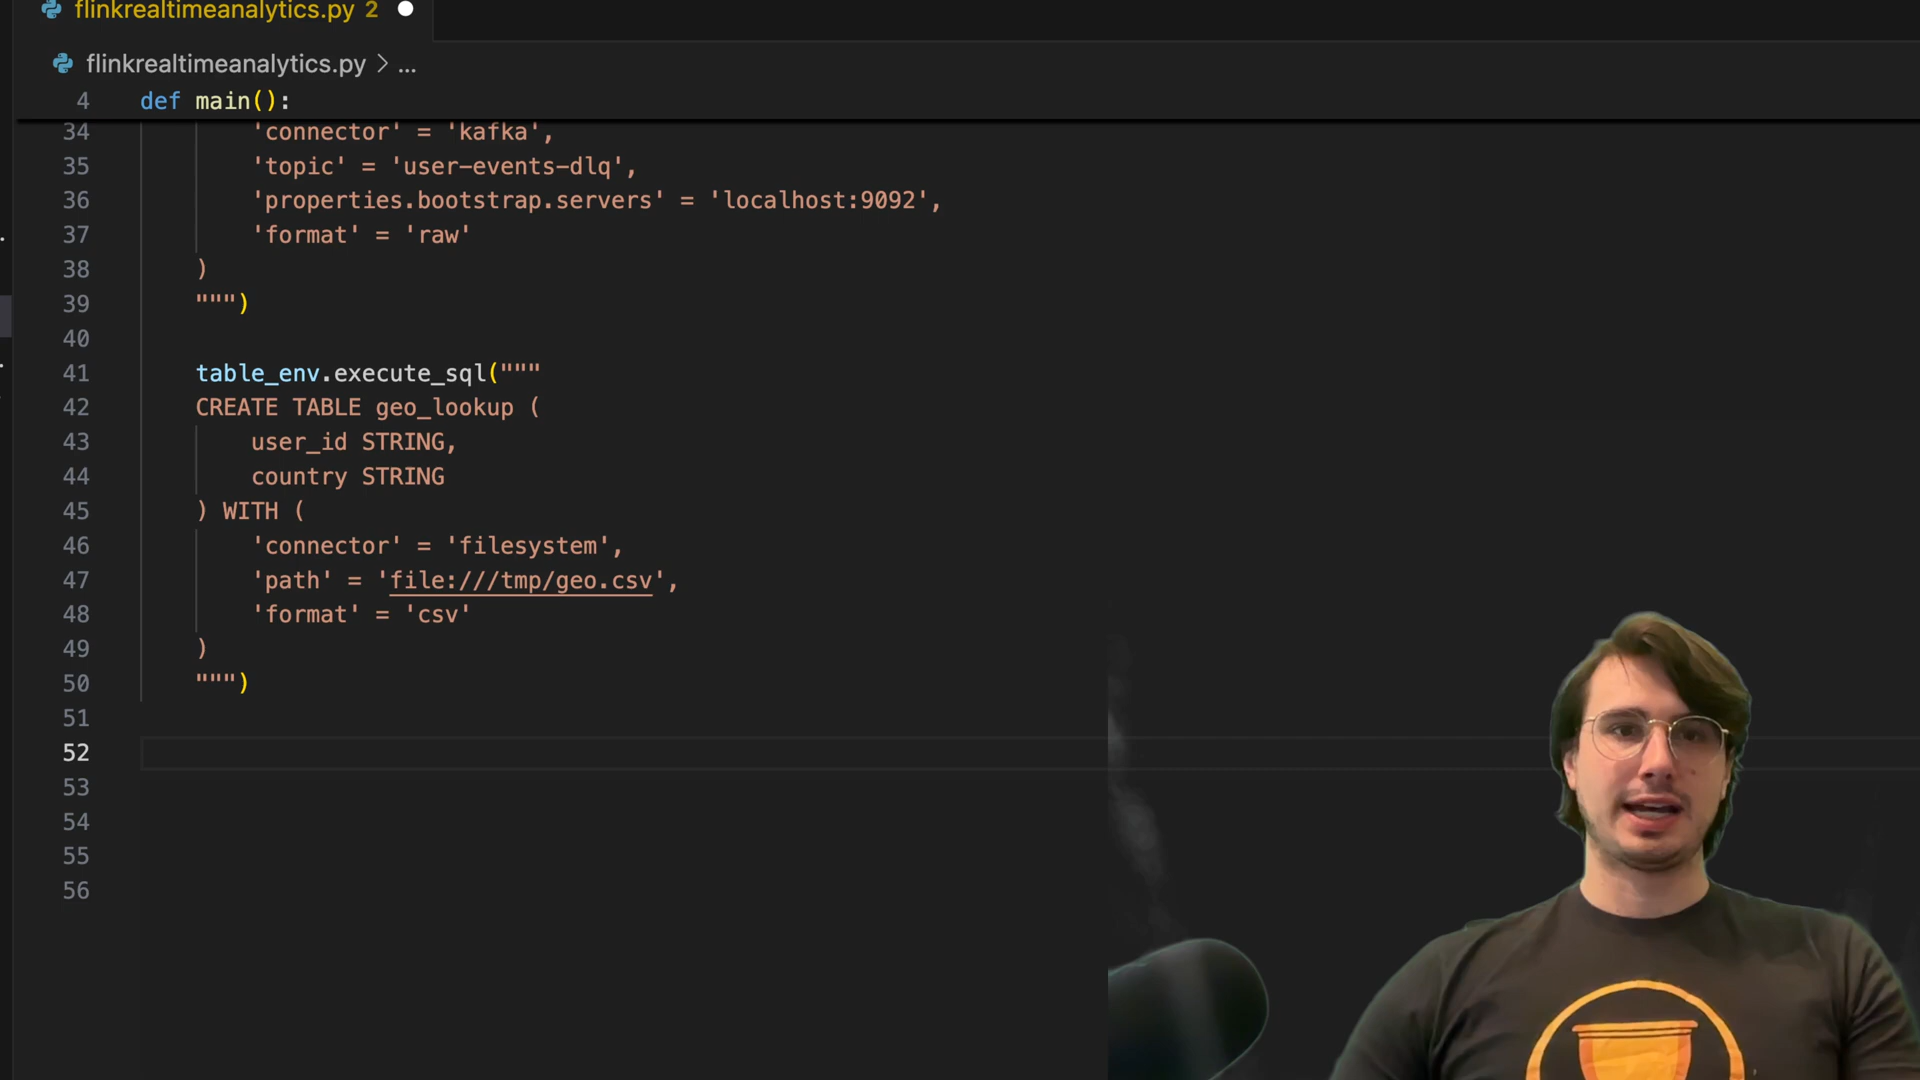 flinkrealtimeanalytics.py 2
flinkrealtimeanalytics.py > ...
4 def main():
34 'connector' = 'kafka',
35 'topic' = 'user-events-dlq',
36 'properties.bootstrap.servers' = 'localhost:9092',
37 'format' = 'raw'
38 )
39 """)
40
41 table_env.execute_sql("""
42 CREATE TABLE geo_lookup (
43 user_id STRING,
44 country STRING
45 ) WITH (
46 'connector' = 'filesystem',
47 'path' = 'file:///tmp/geo.csv',
48 'format' = 'csv'
49 )
50 """)
51
52
53
54
55
56